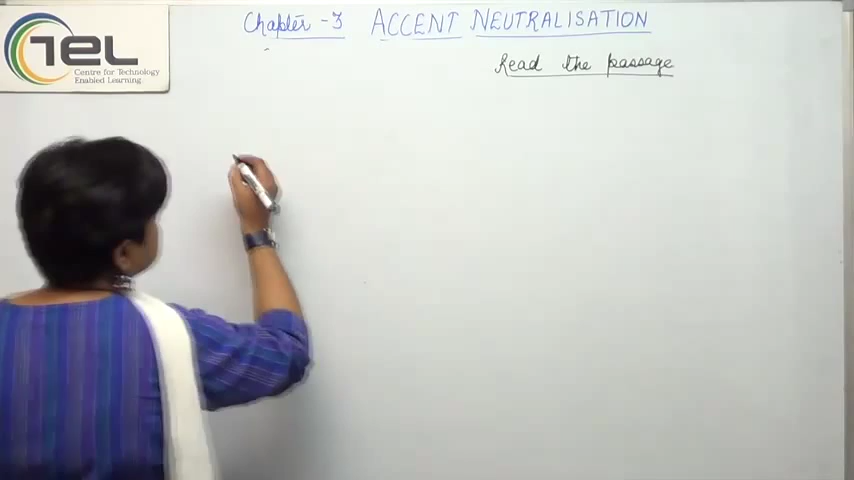 Chapter - 3 ACCENT NEUTRALISATION
Read the passage
TEL
Centre for Technology
Enabled Learning